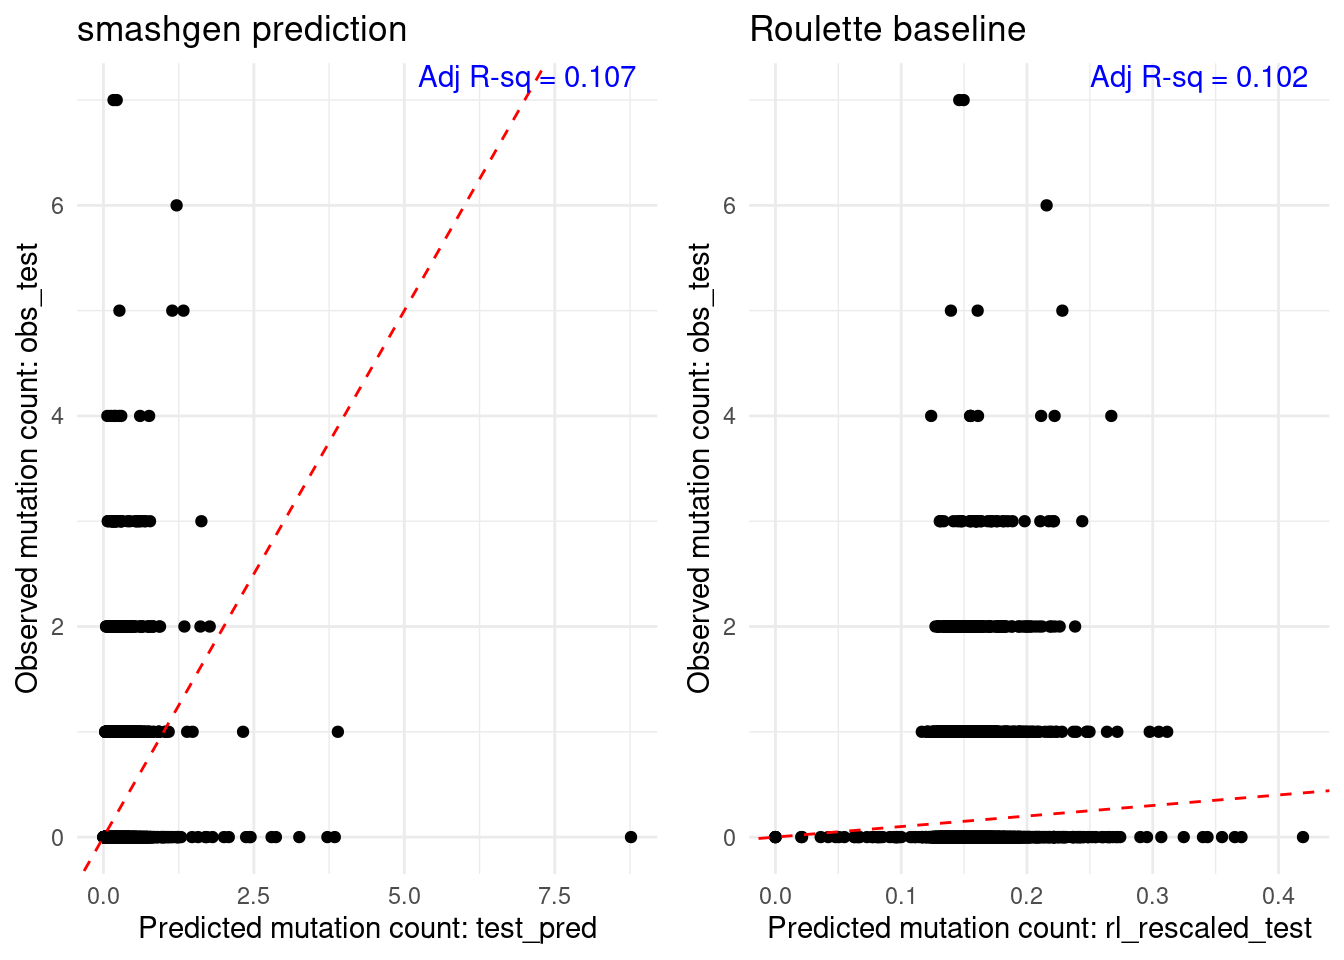 smashgen prediction
Adj R-sq = 0.107
Observed mutation count: obs_test
6
4
2
0
0.0 2.5 5.0 7.5
Predicted mutation count: test_pred
Roulette baseline
Adj R-sq = 0.102
Observed mutation count: obs_test
6
4
2
0
0.0 0.1 0.2 0.3 0.4
Predicted mutation count: rl_rescaled_test